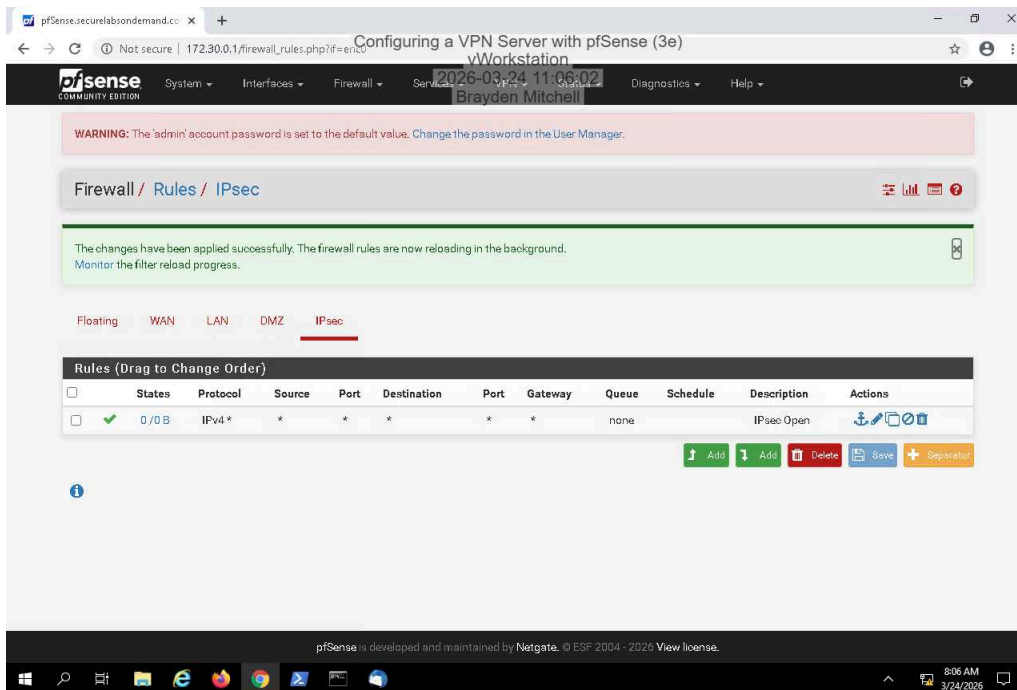 pfSense.securelabsondemand.co
Not secure | 172.30.0.1/firewall_rules.php?if=enc0
Configuring a VPN Server with pfSense (3e)
vWorkstation
2026-03-24 11:06:02
Brayden Mitchell
pfsense
COMMUNITY EDITION
System Interfaces Firewall Services VPN Status Diagnostics Help
WARNING: The 'admin' account password is set to the default value. Change the password in the User Manager.
Firewall / Rules / IPsec
The changes have been applied successfully. The firewall rules are now reloading in the background.
Monitor the filter reload progress.
Floating WAN LAN DMZ IPsec
Rules (Drag to Change Order)
States Protocol Source Port Destination Port Gateway Queue Schedule Description Actions
0 /0 B IPv4 * * * * * * none IPsec Open
Add Add Delete Save Separator
pfSense is developed and maintained by Netgate. © ESF 2004 - 2026 View license.
8:06 AM
3/24/2026